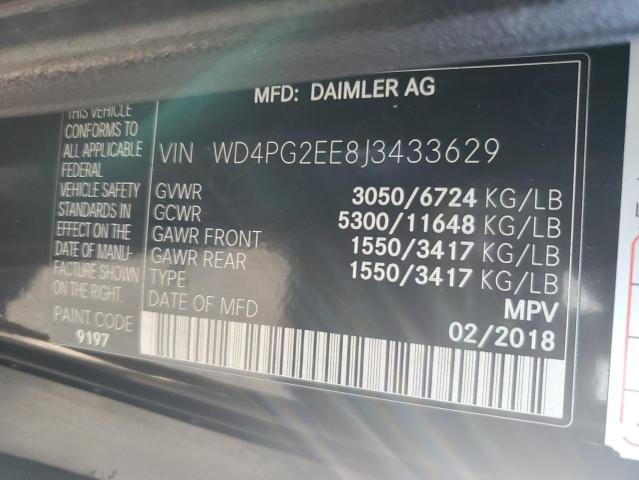 MFD: DAIMLER AG
THIS VEHICLE
CONFORMS TO
ALL APPLICABLE
FEDERAL
VEHICLE SAFETY
STANDARDS IN
EFFECT ON THE
DATE OF MANU-
FACTURE SHOWN
ON THE RIGHT.
PAINT CODE
9197
VIN WD4PG2EE8J3433629
GVWR 3050/6724 KG/LB
GCWR 5300/11648 KG/LB
GAWR FRONT 1550/3417 KG/LB
GAWR REAR 1550/3417 KG/LB
TYPE MPV
DATE OF MFD 02/2018